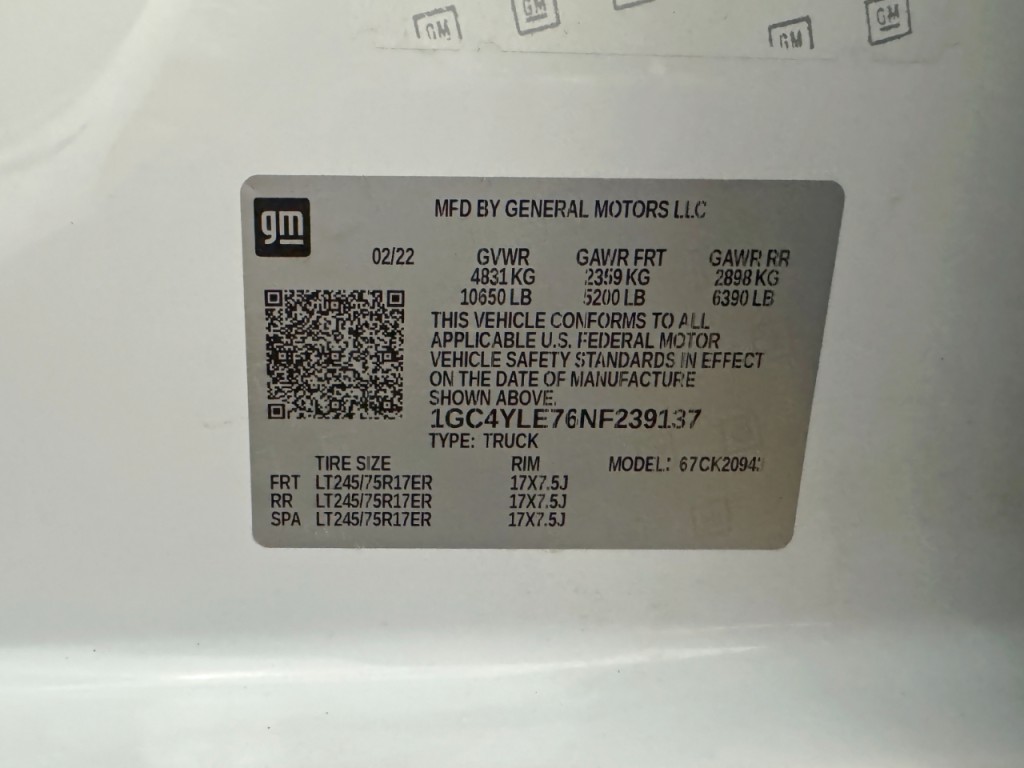 GM
GM
GM
GM
gm
MFD BY GENERAL MOTORS LLC
02/22 GVWR GAWR FRT GAWR RR
4831 KG 2359 KG 2898 KG
10650 LB 5200 LB 6390 LB
THIS VEHICLE CONFORMS TO ALL
APPLICABLE U.S. FEDERAL MOTOR
VEHICLE SAFETY STANDARDS IN EFFECT
ON THE DATE OF MANUFACTURE
SHOWN ABOVE.
1GC4YLE76NF239137
TYPE: TRUCK
TIRE SIZE RIM MODEL:
FRT LT245/75R17ER 17X7.5J
RR LT245/75R17ER 17X7.5J
SPA LT245/75R17ER 17X7.5J